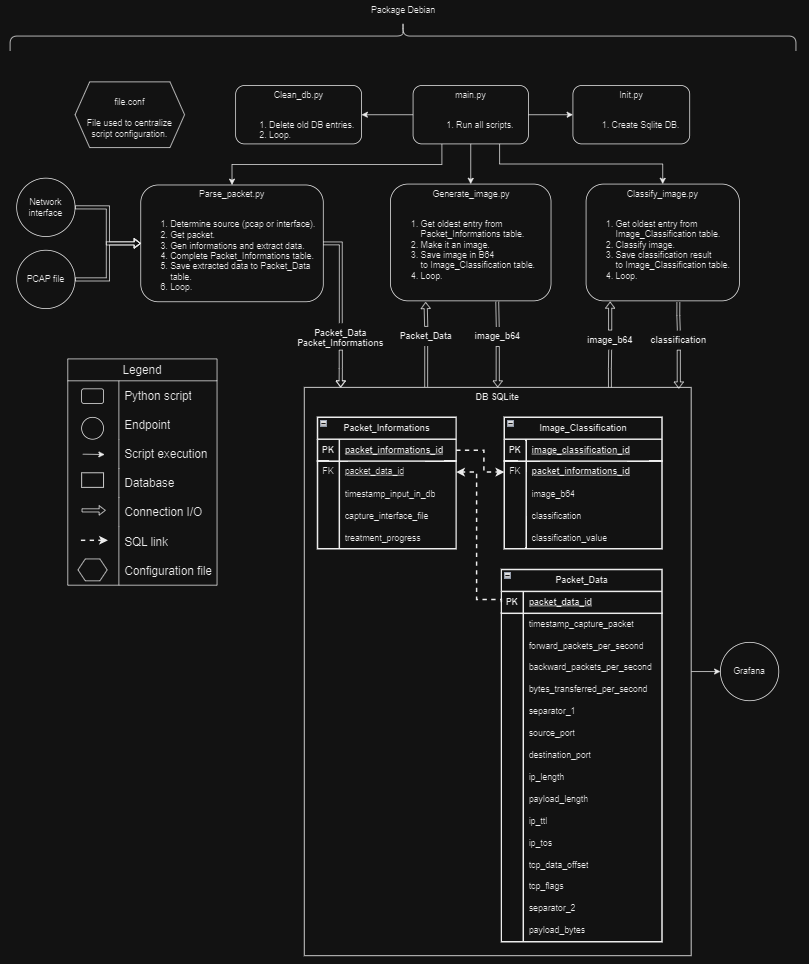 Package Debian
file.conf
File used to centralize
script configuration.
Clean_db.py
1. Delete old DB entries.
2. Loop.
main.py
1. Run all scripts.
Init.py
1. Create Sqlite DB.
Network
interface
PCAP file
Parse_packet.py
1. Determine source (pcap or interface).
2. Get packet.
3. Gen informations and extract data.
4. Complete Packet_Informations table.
5. Save extracted data to Packet_Data
table.
6. Loop.
Generate_image.py
1. Get oldest entry from
Packet_Informations table.
2. Make it an image.
3. Save image in B64
to Image_Classification table.
4. Loop.
Classify_image.py
1. Get oldest entry from
Image_Classification table.
2. Classify image.
3. Save classification result
to Image_Classification table.
4. Loop.
Packet_Data
Packet_Informations
Packet_Data
image_b64
image_b64
classification
Legend
Python script
Endpoint
Script execution
Database
Connection I/O
SQL link
Configuration file
DB SQLite
Packet_Informations
PK packet_informations_id
FK packet_data_id
timestamp_input_in_db
capture_interface_file
treatment_progress
Image_Classification
PK image_classification_id
FK packet_informations_id
image_b64
classification
classification_value
Packet_Data
PK packet_data_id
timestamp_capture_packet
forward_packets_per_second
backward_packets_per_second
bytes_transferred_per_second
separator_1
source_port
destination_port
ip_length
payload_length
ip_ttl
ip_tos
tcp_data_offset
tcp_flags
separator_2
payload_bytes
Grafana